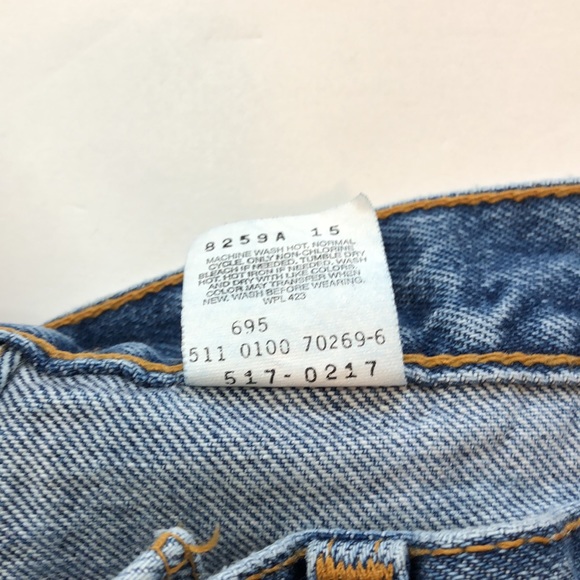 8259A 15
MACHINE WASH HOT, NORMAL
CYCLE. ONLY NON-CHLORINE
BLEACH IF NEEDED. TUMBLE DRY
HOT. HOT IRON IF NEEDED. WASH
AND DRY WITH LIKE COLORS.
COLOR MAY TRANSFER WHEN
NEW. WASH BEFORE WEARING.
WPL 423
695
511 0100 70269-6
517-0217